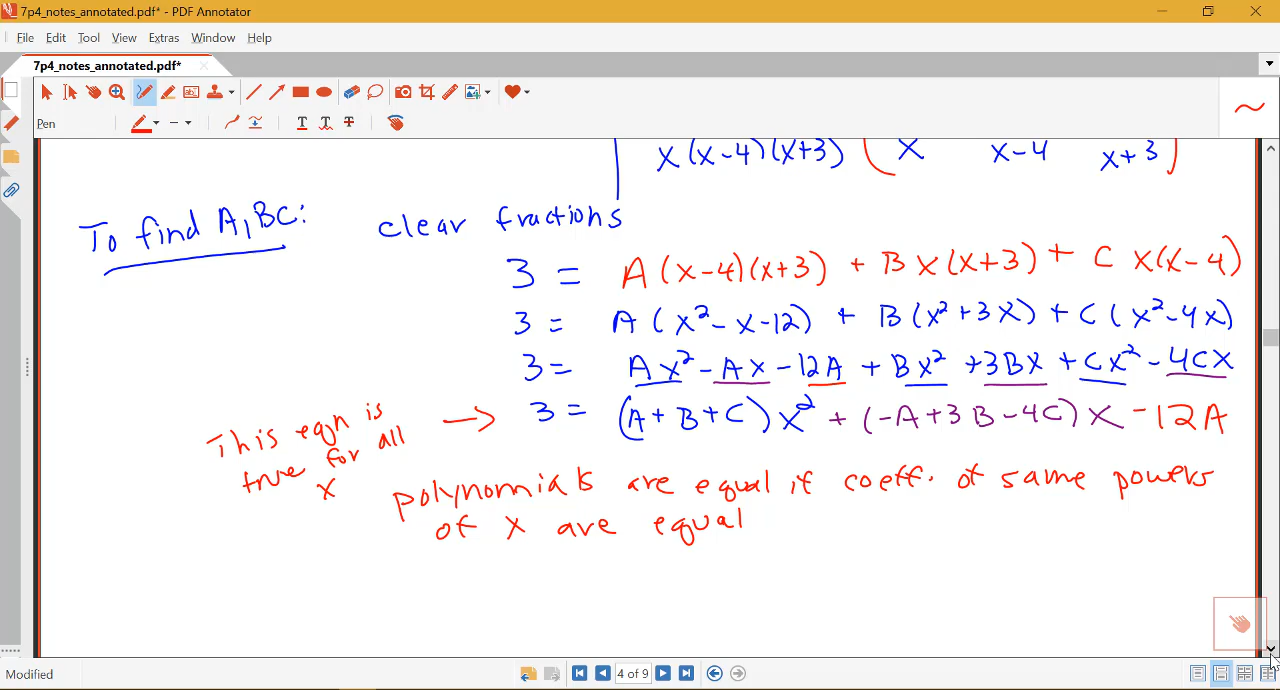 7p4_notes_annotated.pdf* - PDF Annotator
File Edit Tool View Extras Window Help
7p4_notes_annotated.pdf*
Pen
x(x-4)(x+3) ( x x-4 x+3 )
To find A,BC: clear fractions
3 = A(x-4)(x+3) + Bx(x+3) + C x(x-4)
3 = A(x²-x-12) + B(x²+3x) + C(x²-4x)
3 = Ax² - Ax - 12A + Bx² + 3Bx + Cx² - 4Cx
3 = (A+B+C)x² + (-A+3B-4C)x - 12A
This eqn is
true for all
x
polynomials are equal if coeff. of same powers
of x are equal
Modified
4 of 9